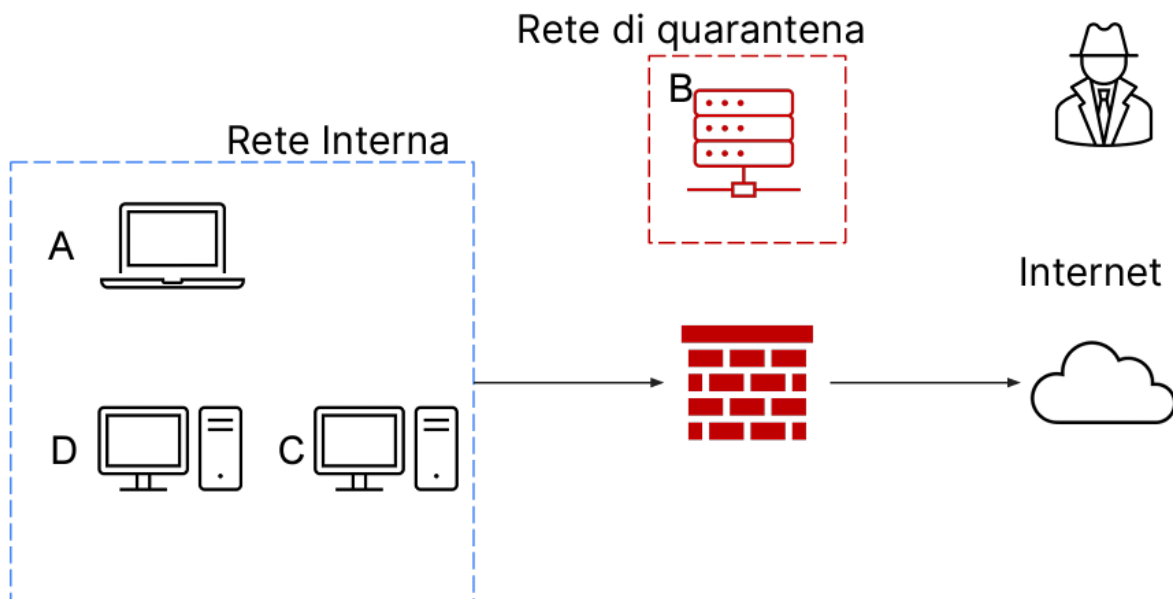 Rete di quarantena
B
Rete Interna
A
Internet
D
C